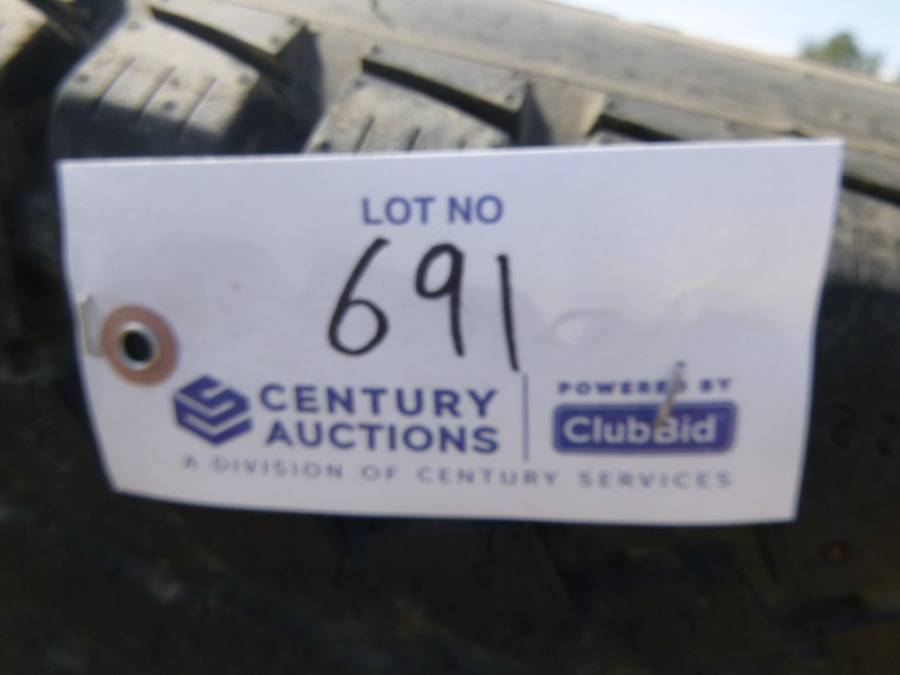 LOT NO
691
CENTURY
AUCTIONS
A DIVISION OF CENTURY SERVICES
POWERED BY
ClubBid